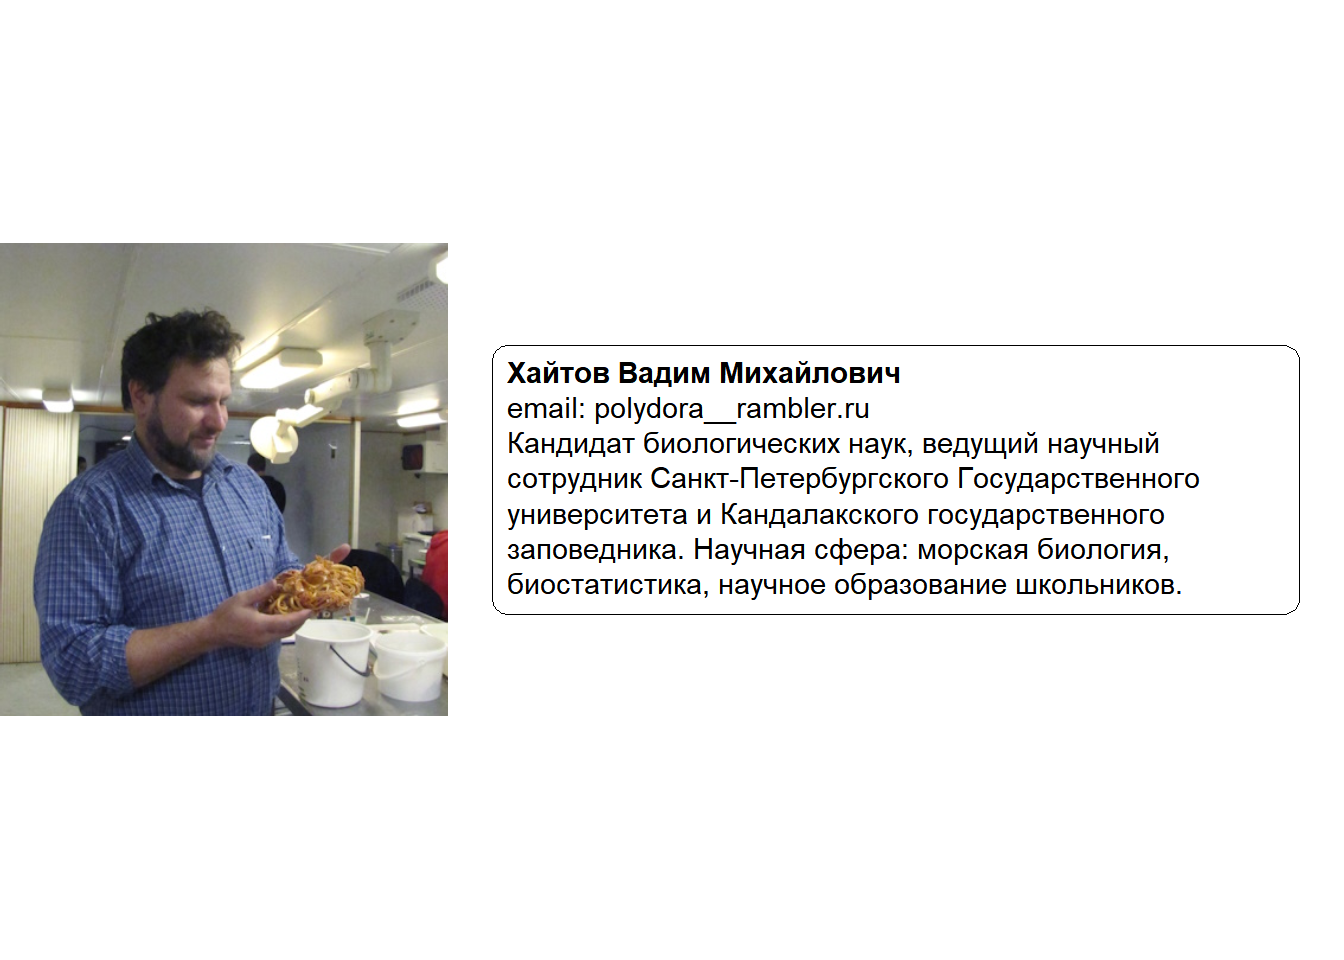 Хайтов Вадим Михайлович
email: polydora__rambler.ru
Кандидат биологических наук, ведущий научный
сотрудник Санкт-Петербургского Государственного
университета и Кандалакского государственного
заповедника. Научная сфера: морская биология,
биостатистика, научное образование школьников.